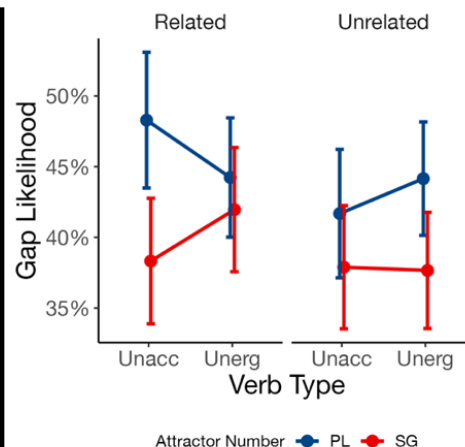 Related Unrelated
Gap Likelihood
50%
45%
40%
35%
Unacc Unerg Unacc Unerg
Verb Type
Attractor Number PL SG